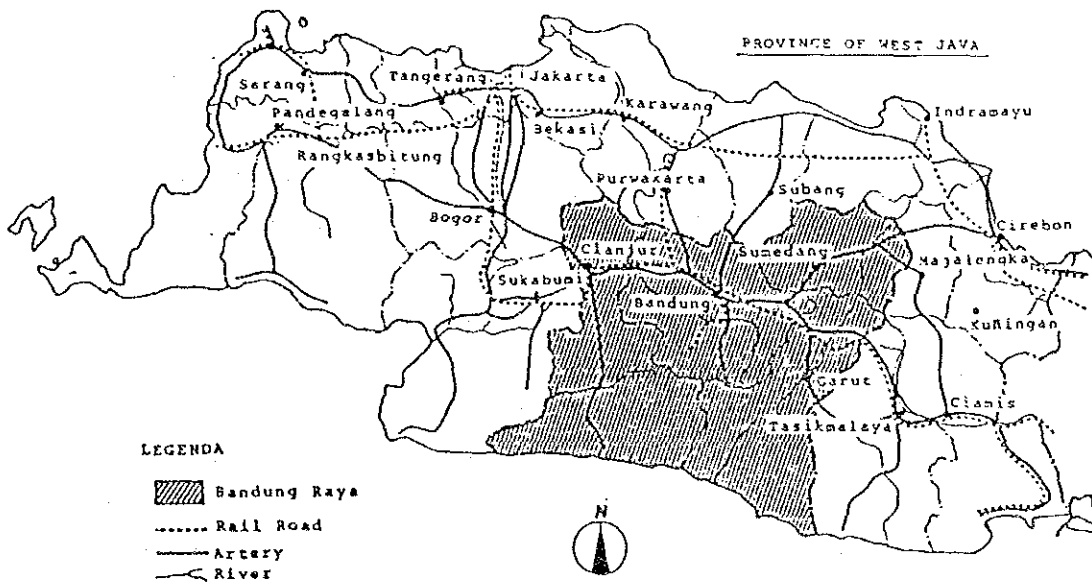 PROVINCE OF WEST JAVA
Serang
Tangerang
Jakarta
Pandegalang
Karawang
Indramayu
Bekasi
Rangkasbitung
Purwakarta
Subang
Bogor
Cirebon
Cianjur
Sumedang
Majalengka
Sukabumi
Bandung
Kuningan
Garut
Ciamis
Tasikmalaya
LEGENDA
Bandung Raya
Rail Road
Artery
River
N